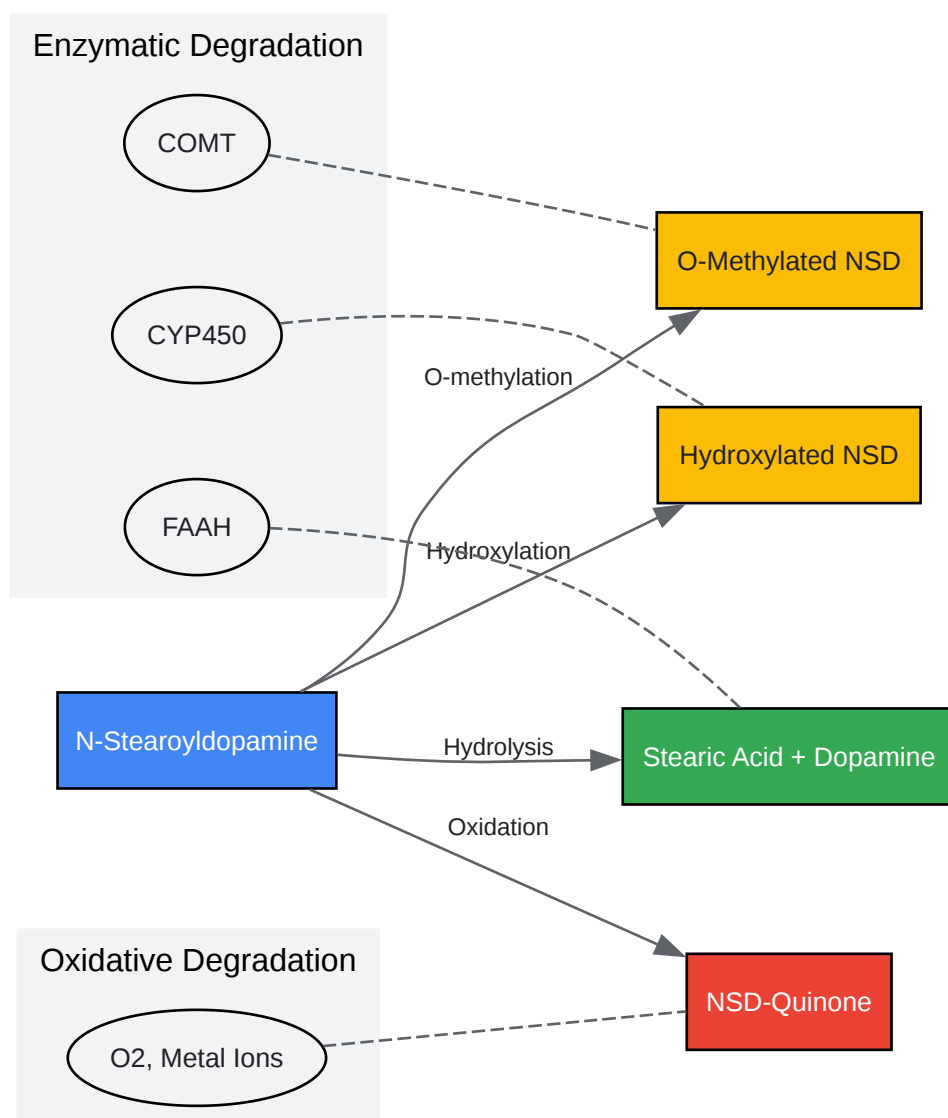 Enzymatic Degradation
COMT
O-Methylated NSD
CYP450
O-methylation
Hydroxylated NSD
FAAH
Hydroxylation
N-Stearoyldopamine
Hydrolysis
Stearic Acid + Dopamine
Oxidation
Oxidative Degradation
NSD-Quinone
O2, Metal Ions